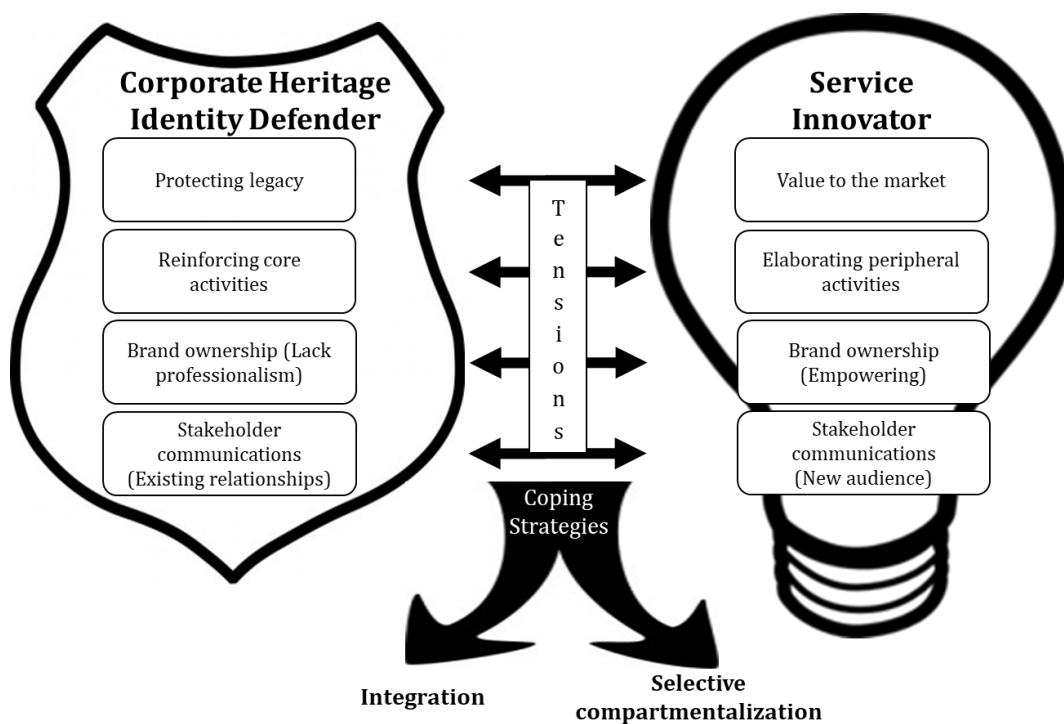 Corporate Heritage
Identity Defender
Protecting legacy
Reinforcing core
activities
Brand ownership (Lack
professionalism)
Stakeholder
communications
(Existing relationships)
Tensions
Service
Innovator
Value to the market
Elaborating peripheral
activities
Brand ownership
(Empowering)
Stakeholder
communications
(New audience)
Coping
Strategies
Integration
Selective
compartmentalization